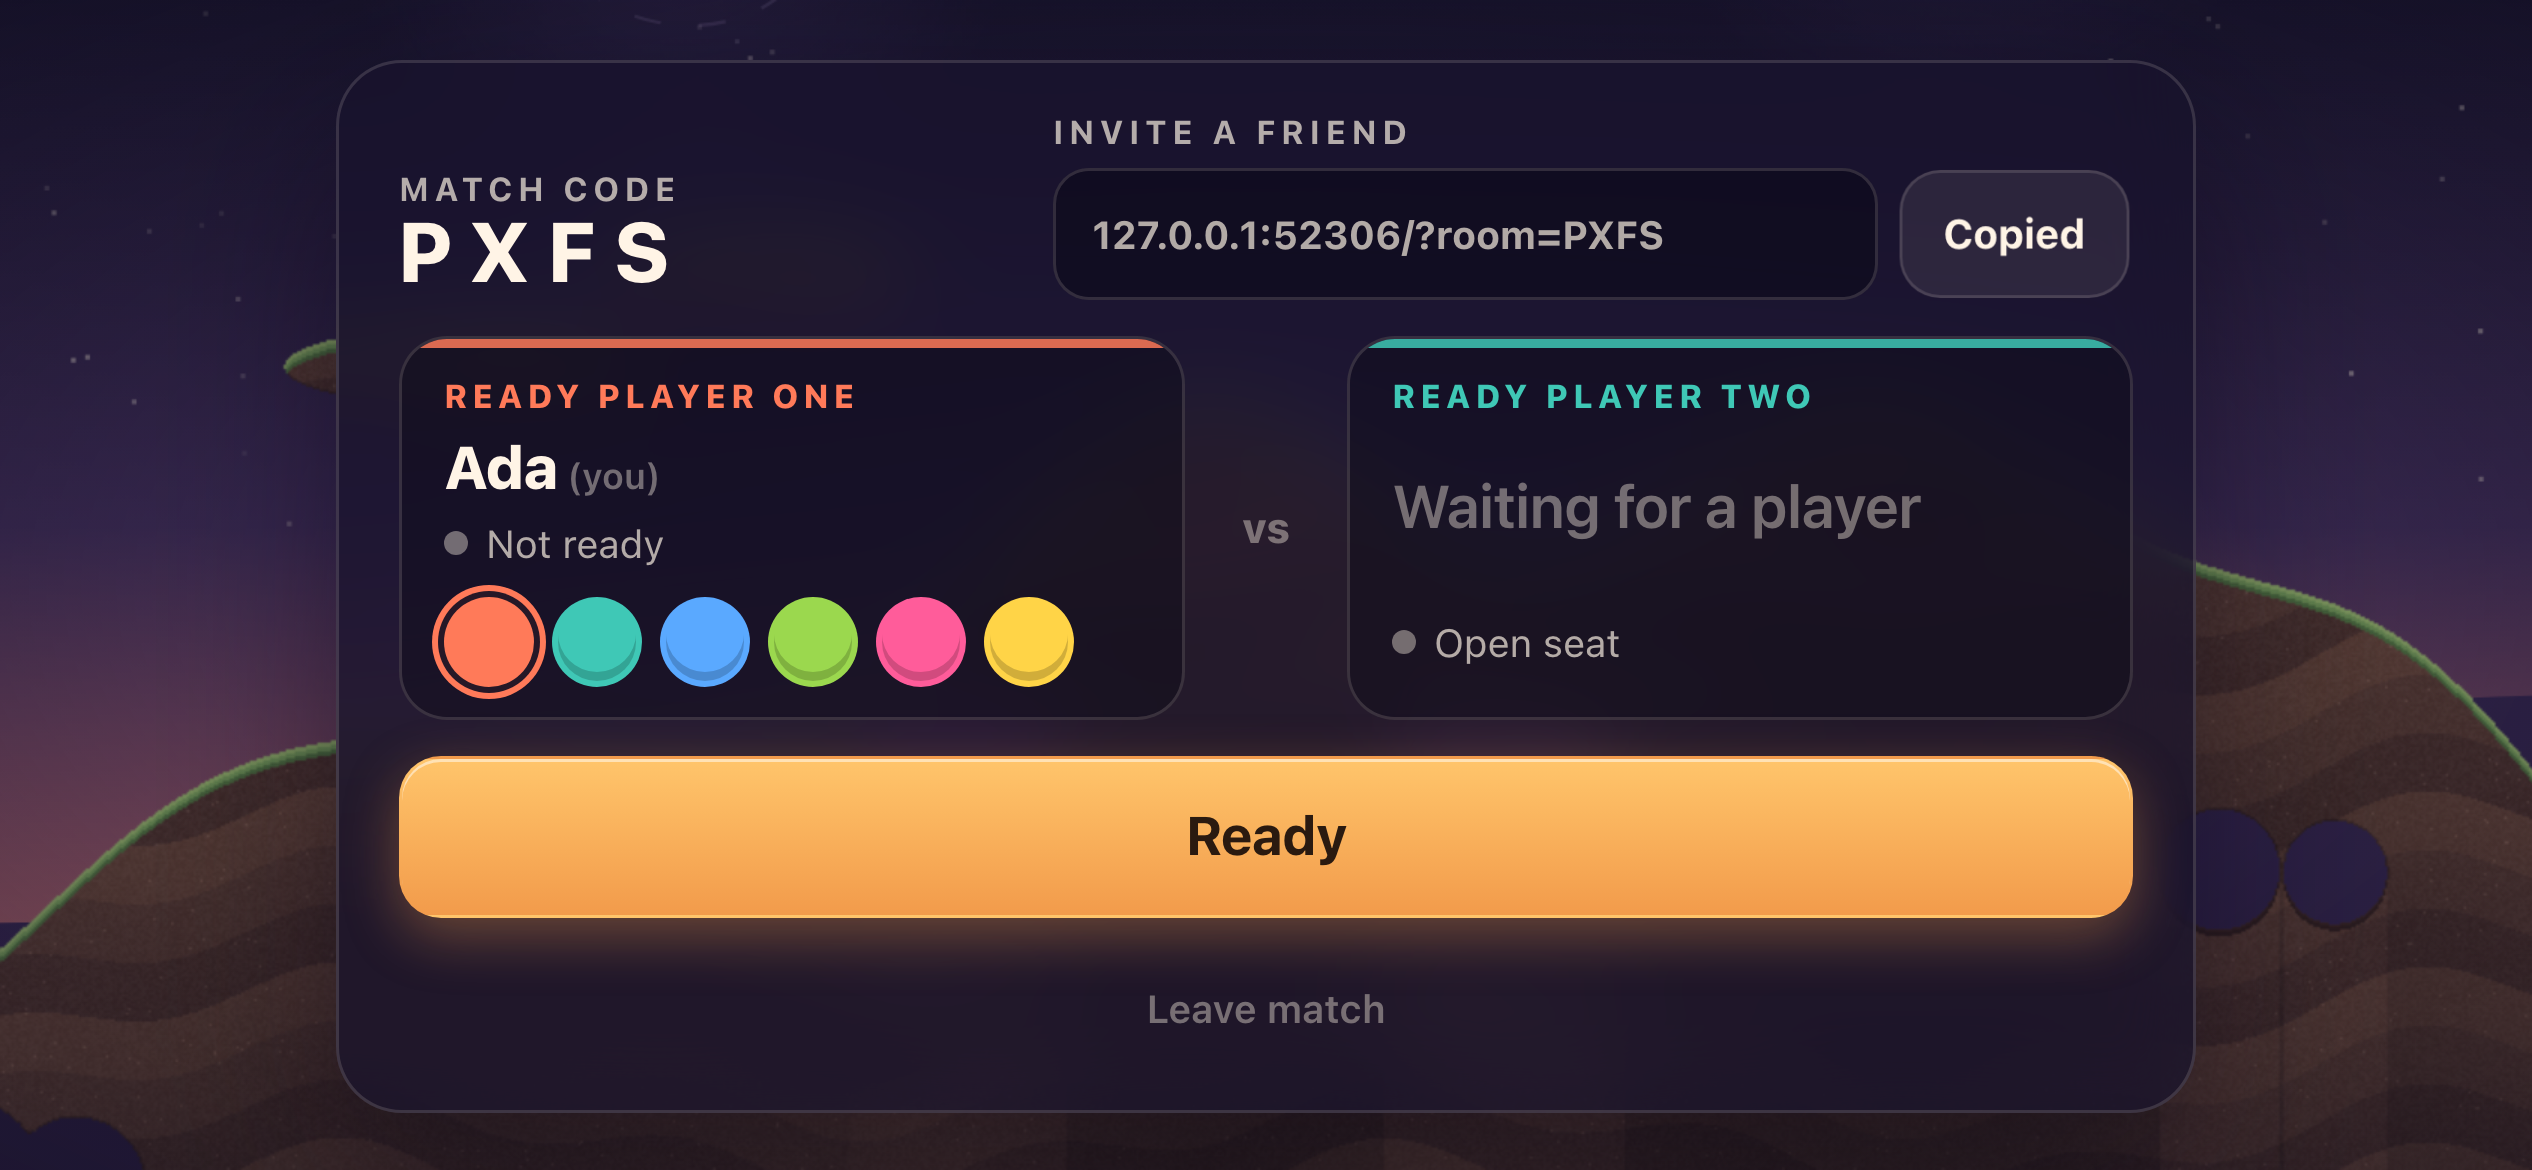 INVITE A FRIEND
MATCH CODE
PXFS
127.0.0.1:52306/?room=PXFS
Copied
READY PLAYER ONE
Ada (you)
Not ready
vs
READY PLAYER TWO
Waiting for a player
Open seat
Ready
Leave match